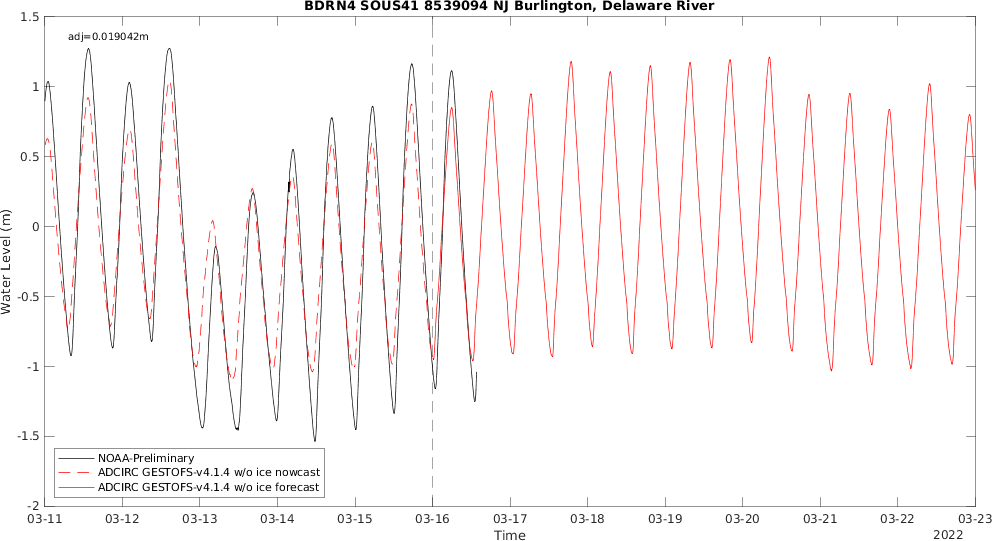 BDRN4 SOUS41 8539094 NJ Burlington, Delaware River
adj=0.019042m
1.5
1
0.5
0
-0.5
-1
-1.5
-2
Water Level (m)
NOAA-Preliminary
ADCIRC GESTOFS-v4.1.4 w/o ice nowcast
ADCIRC GESTOFS-v4.1.4 w/o ice forecast
03-11 03-12 03-13 03-14 03-15 03-16 03-17 03-18 03-19 03-20 03-21 03-22 03-23
Time
2022